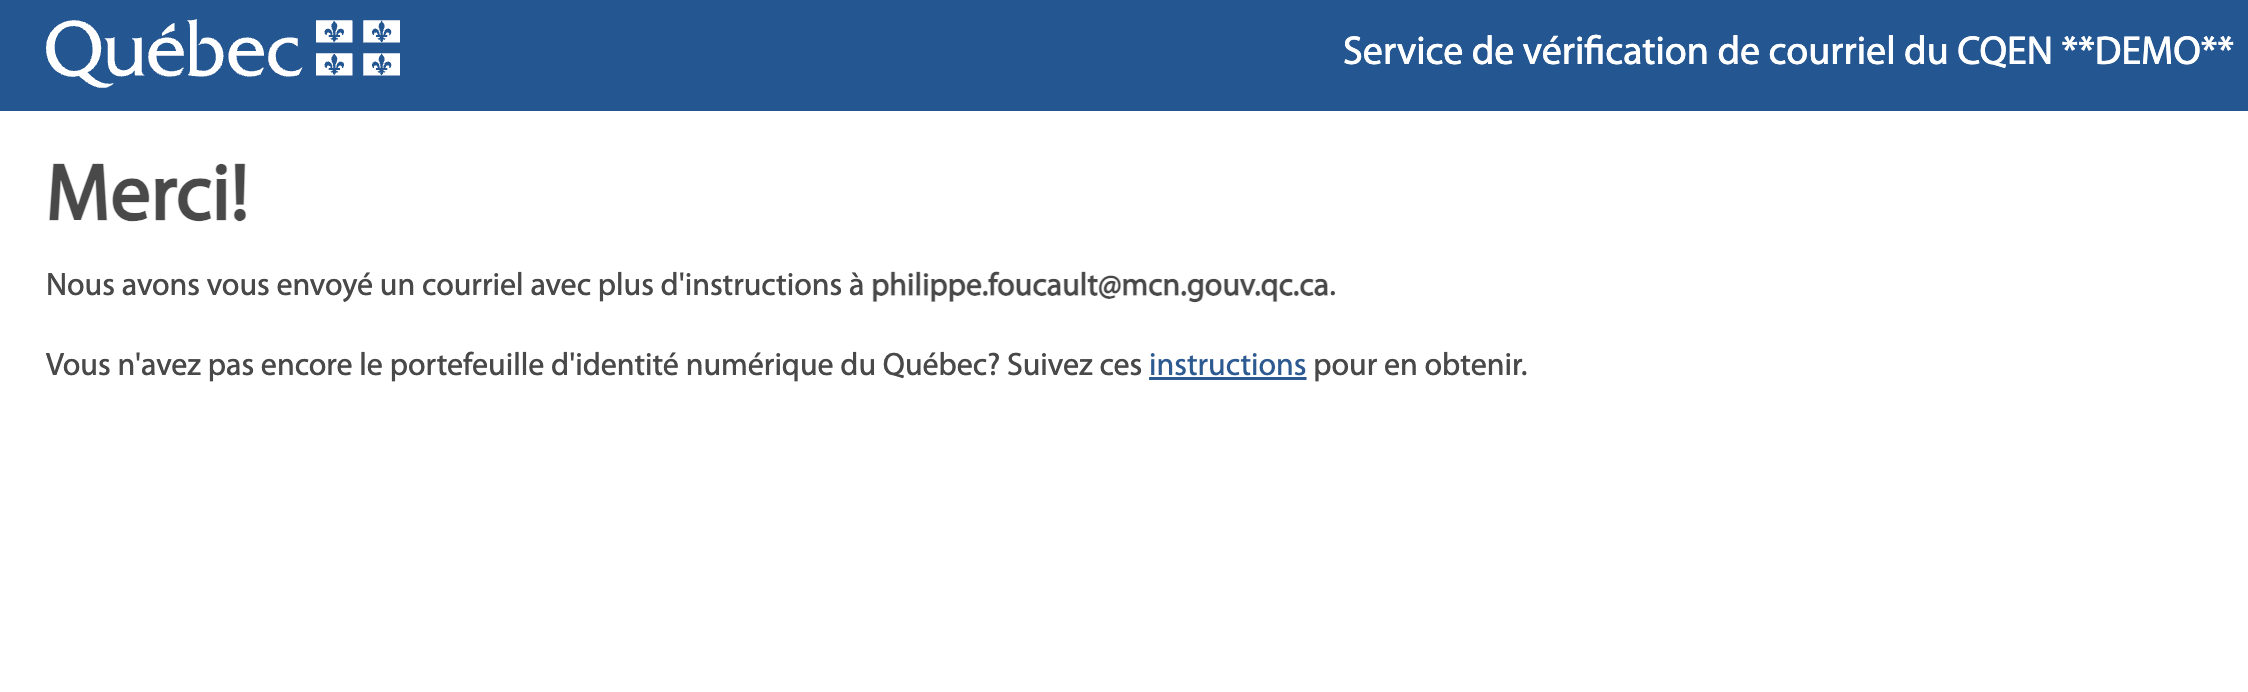 Québec
Service de vérification de courriel du CQEN **DEMO**
Merci!
Nous avons vous envoyé un courriel avec plus d'instructions à philippe.foucault@mcn.gouv.qc.ca.
Vous n'avez pas encore le portefeuille d'identité numérique du Québec? Suivez ces instructions pour en obtenir.